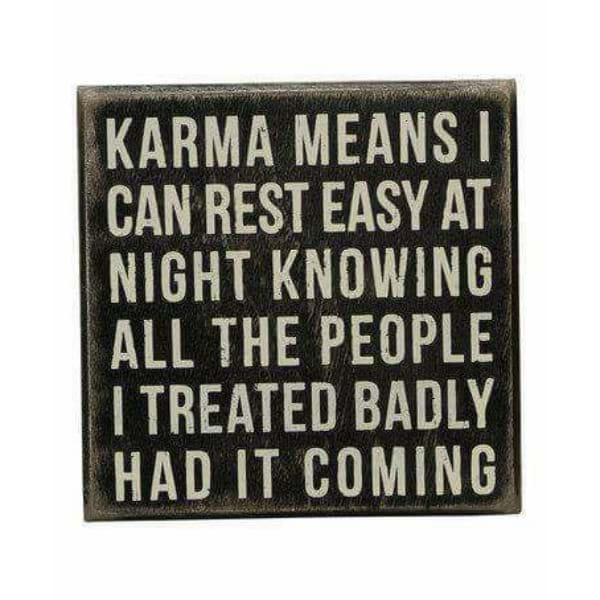 KARMA MEANS I
CAN REST EASY AT
NIGHT KNOWING
ALL THE PEOPLE
I TREATED BADLY
HAD IT COMING